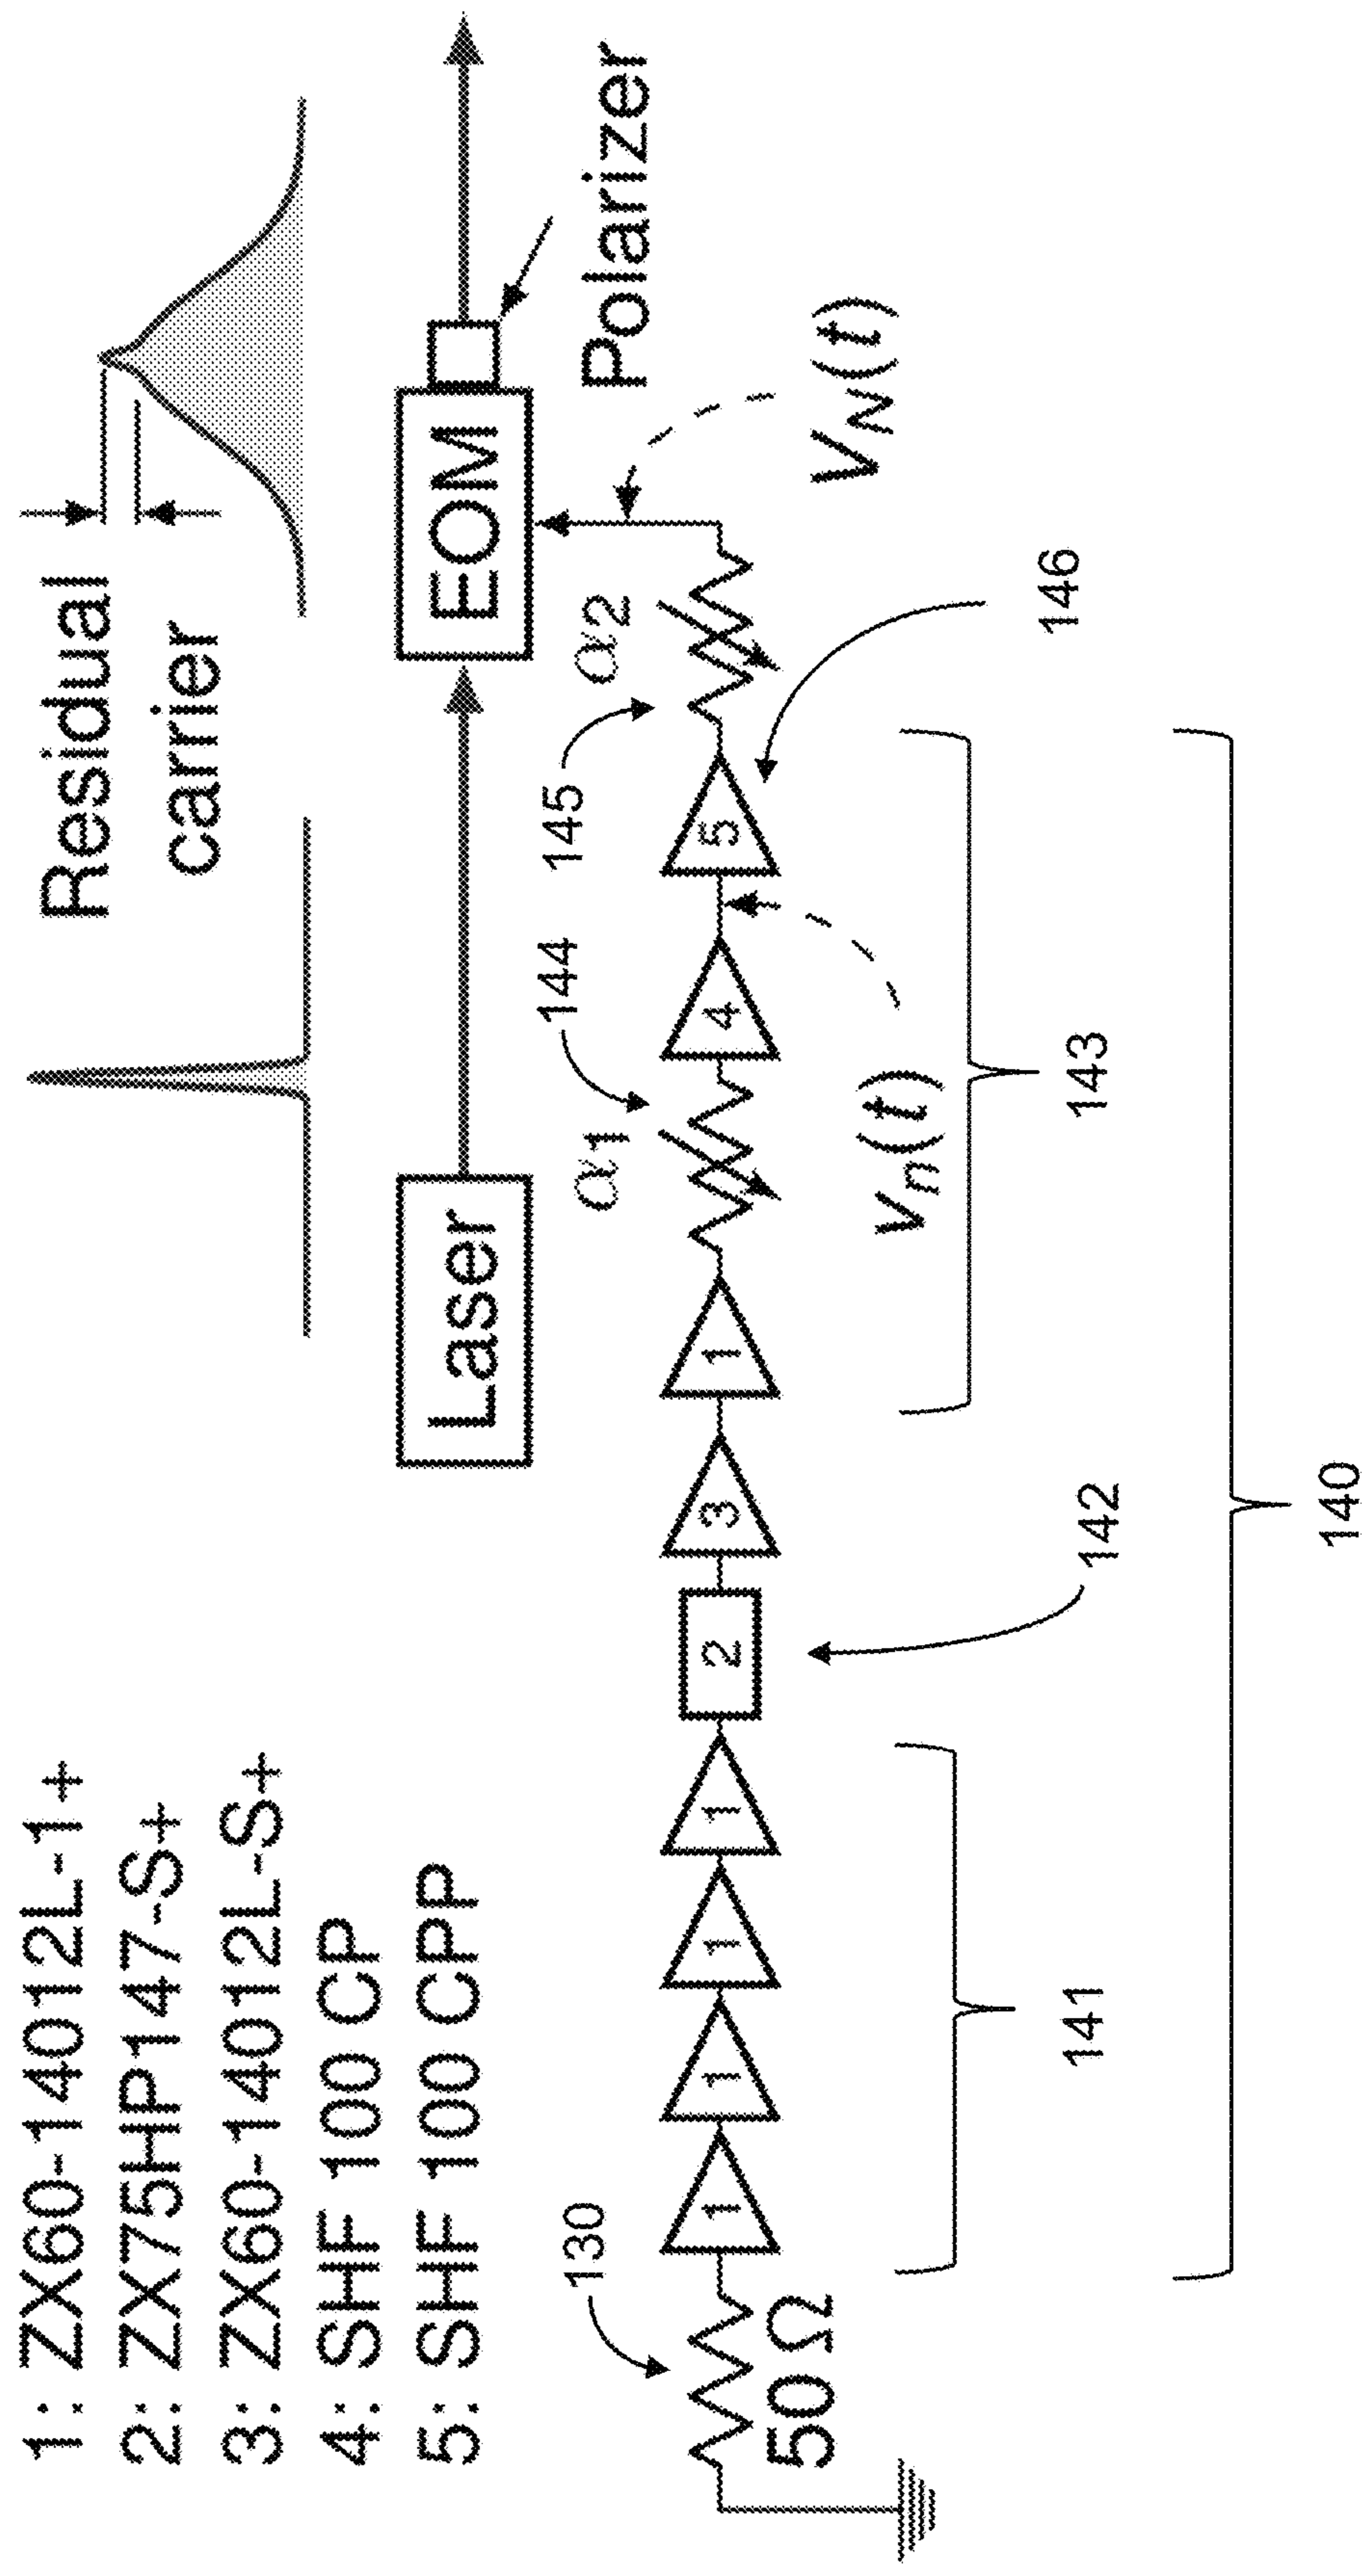 1: ZX60-14012L-1+
2: ZX75HP147-S+
3: ZX60-14012L-S+
4: SHF 100 CP
5: SHF 100 CPP
Residual
carrier
Laser
EOM
Polarizer
130
144
145
α1
α2
50 Ω
1
1
1
1
2
3
1
4
5
vn(t)
VN(t)
141
142
143
146
140